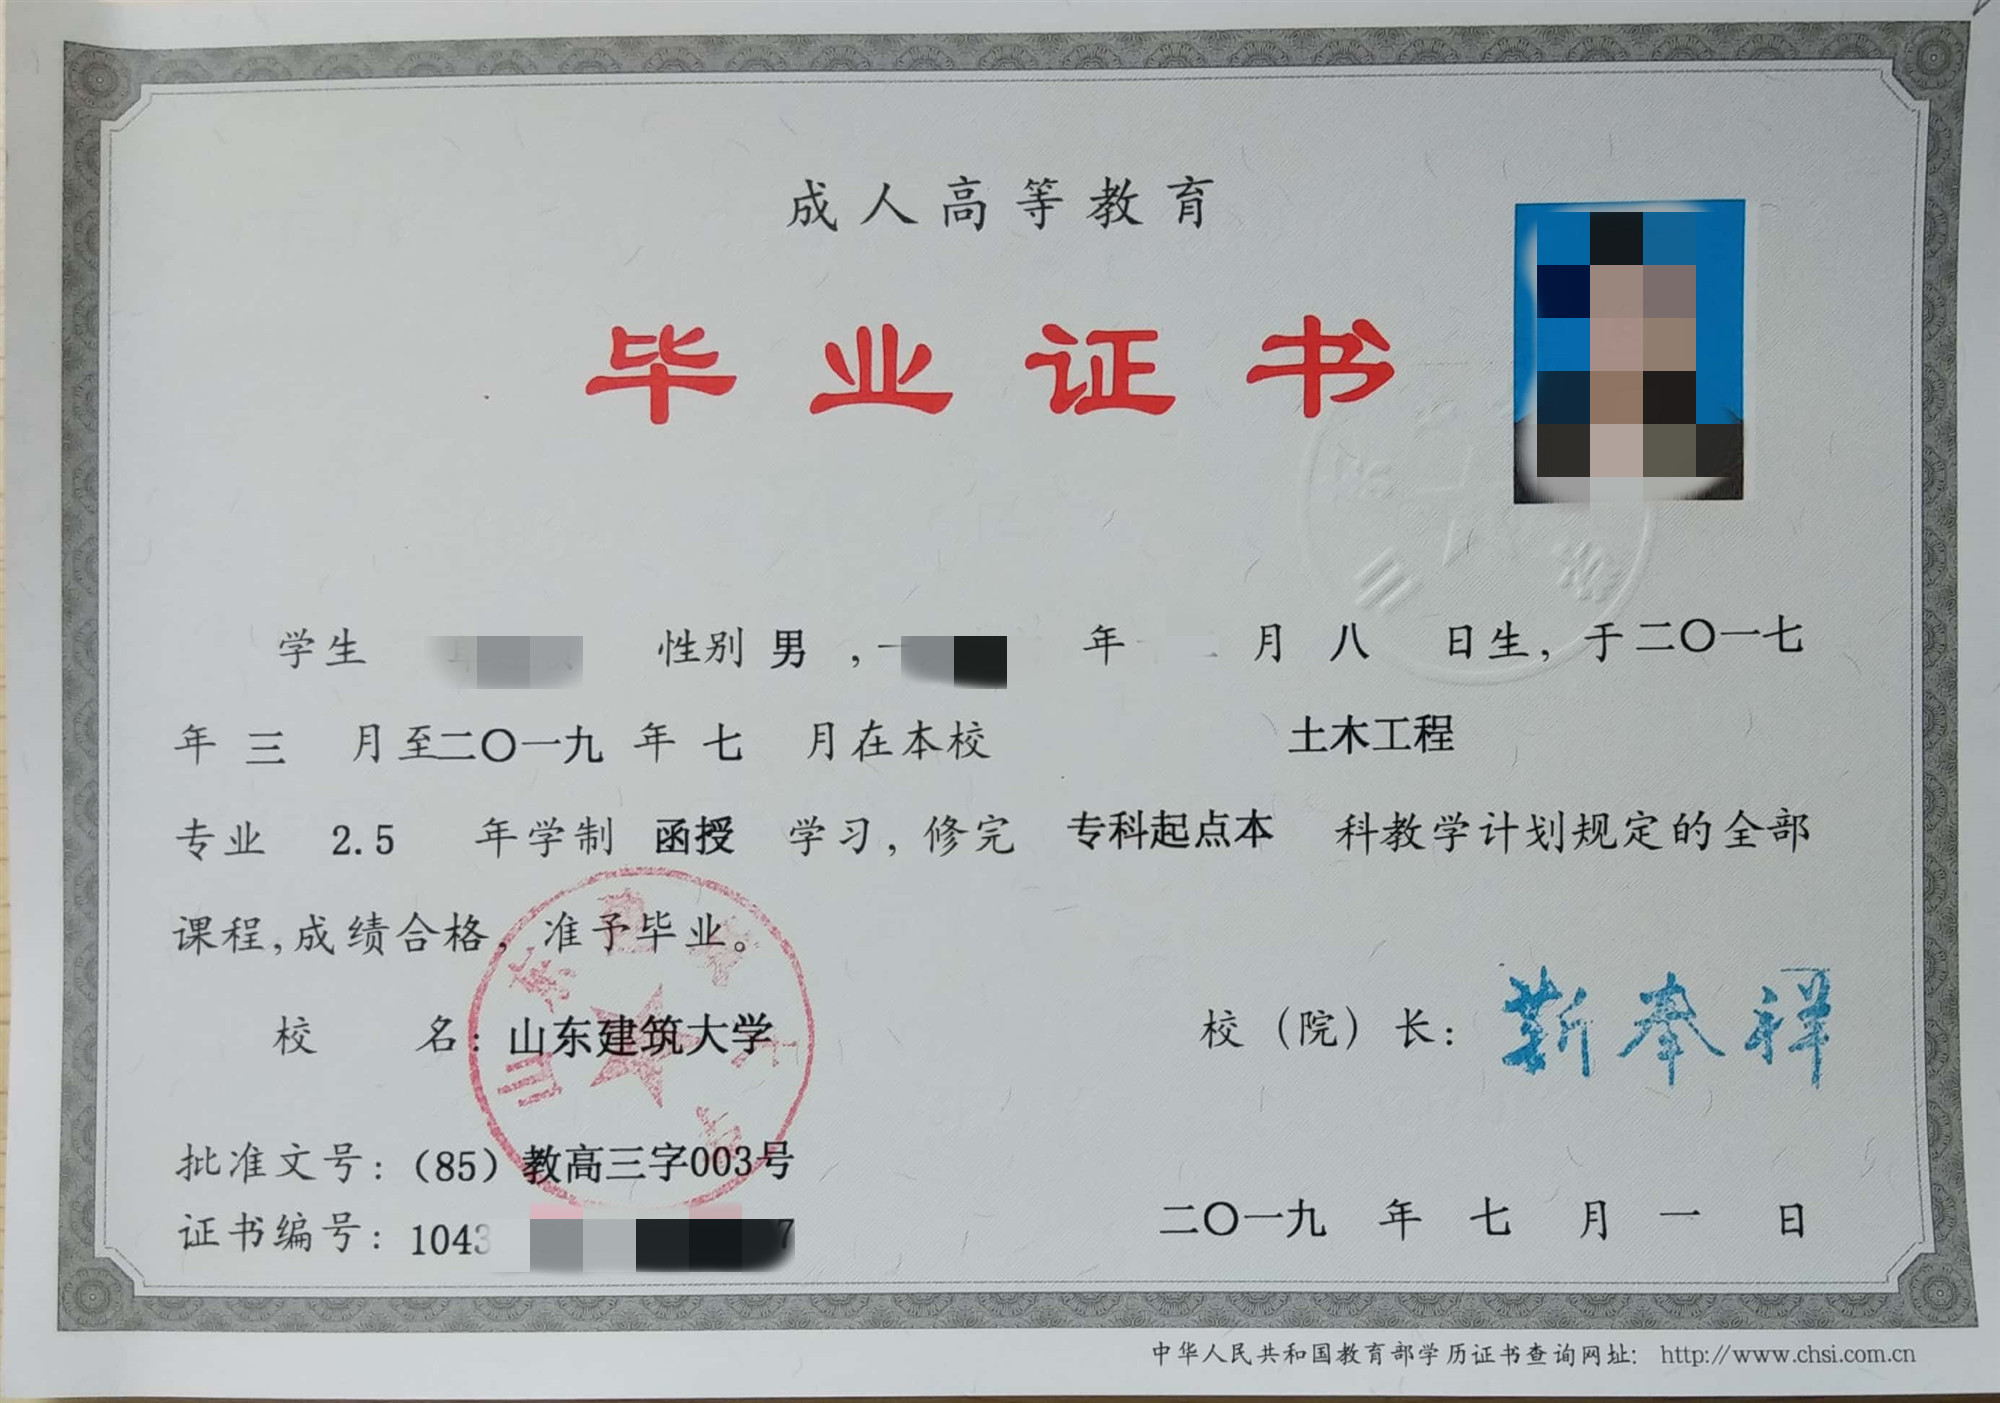 成人高等教育
毕业证书
学生 性别 男 , 年 月 八 日生, 于 二〇一七
年 三 月至二〇一九 年 七 月在本校 土木工程
专业 2.5 年学制 函授 学习, 修完 专科起点本 科教学计划规定的全部
课程,成绩合格, 准予毕业。
校 名: 山东建筑大学
校（院）长: 靳奉祥
批准文号: （85）教高三字003号
证书编号: 1043 7
二〇一九 年 七 月 一 日
中华人民共和国教育部学历证书查询网址: http://www.chsi.com.cn